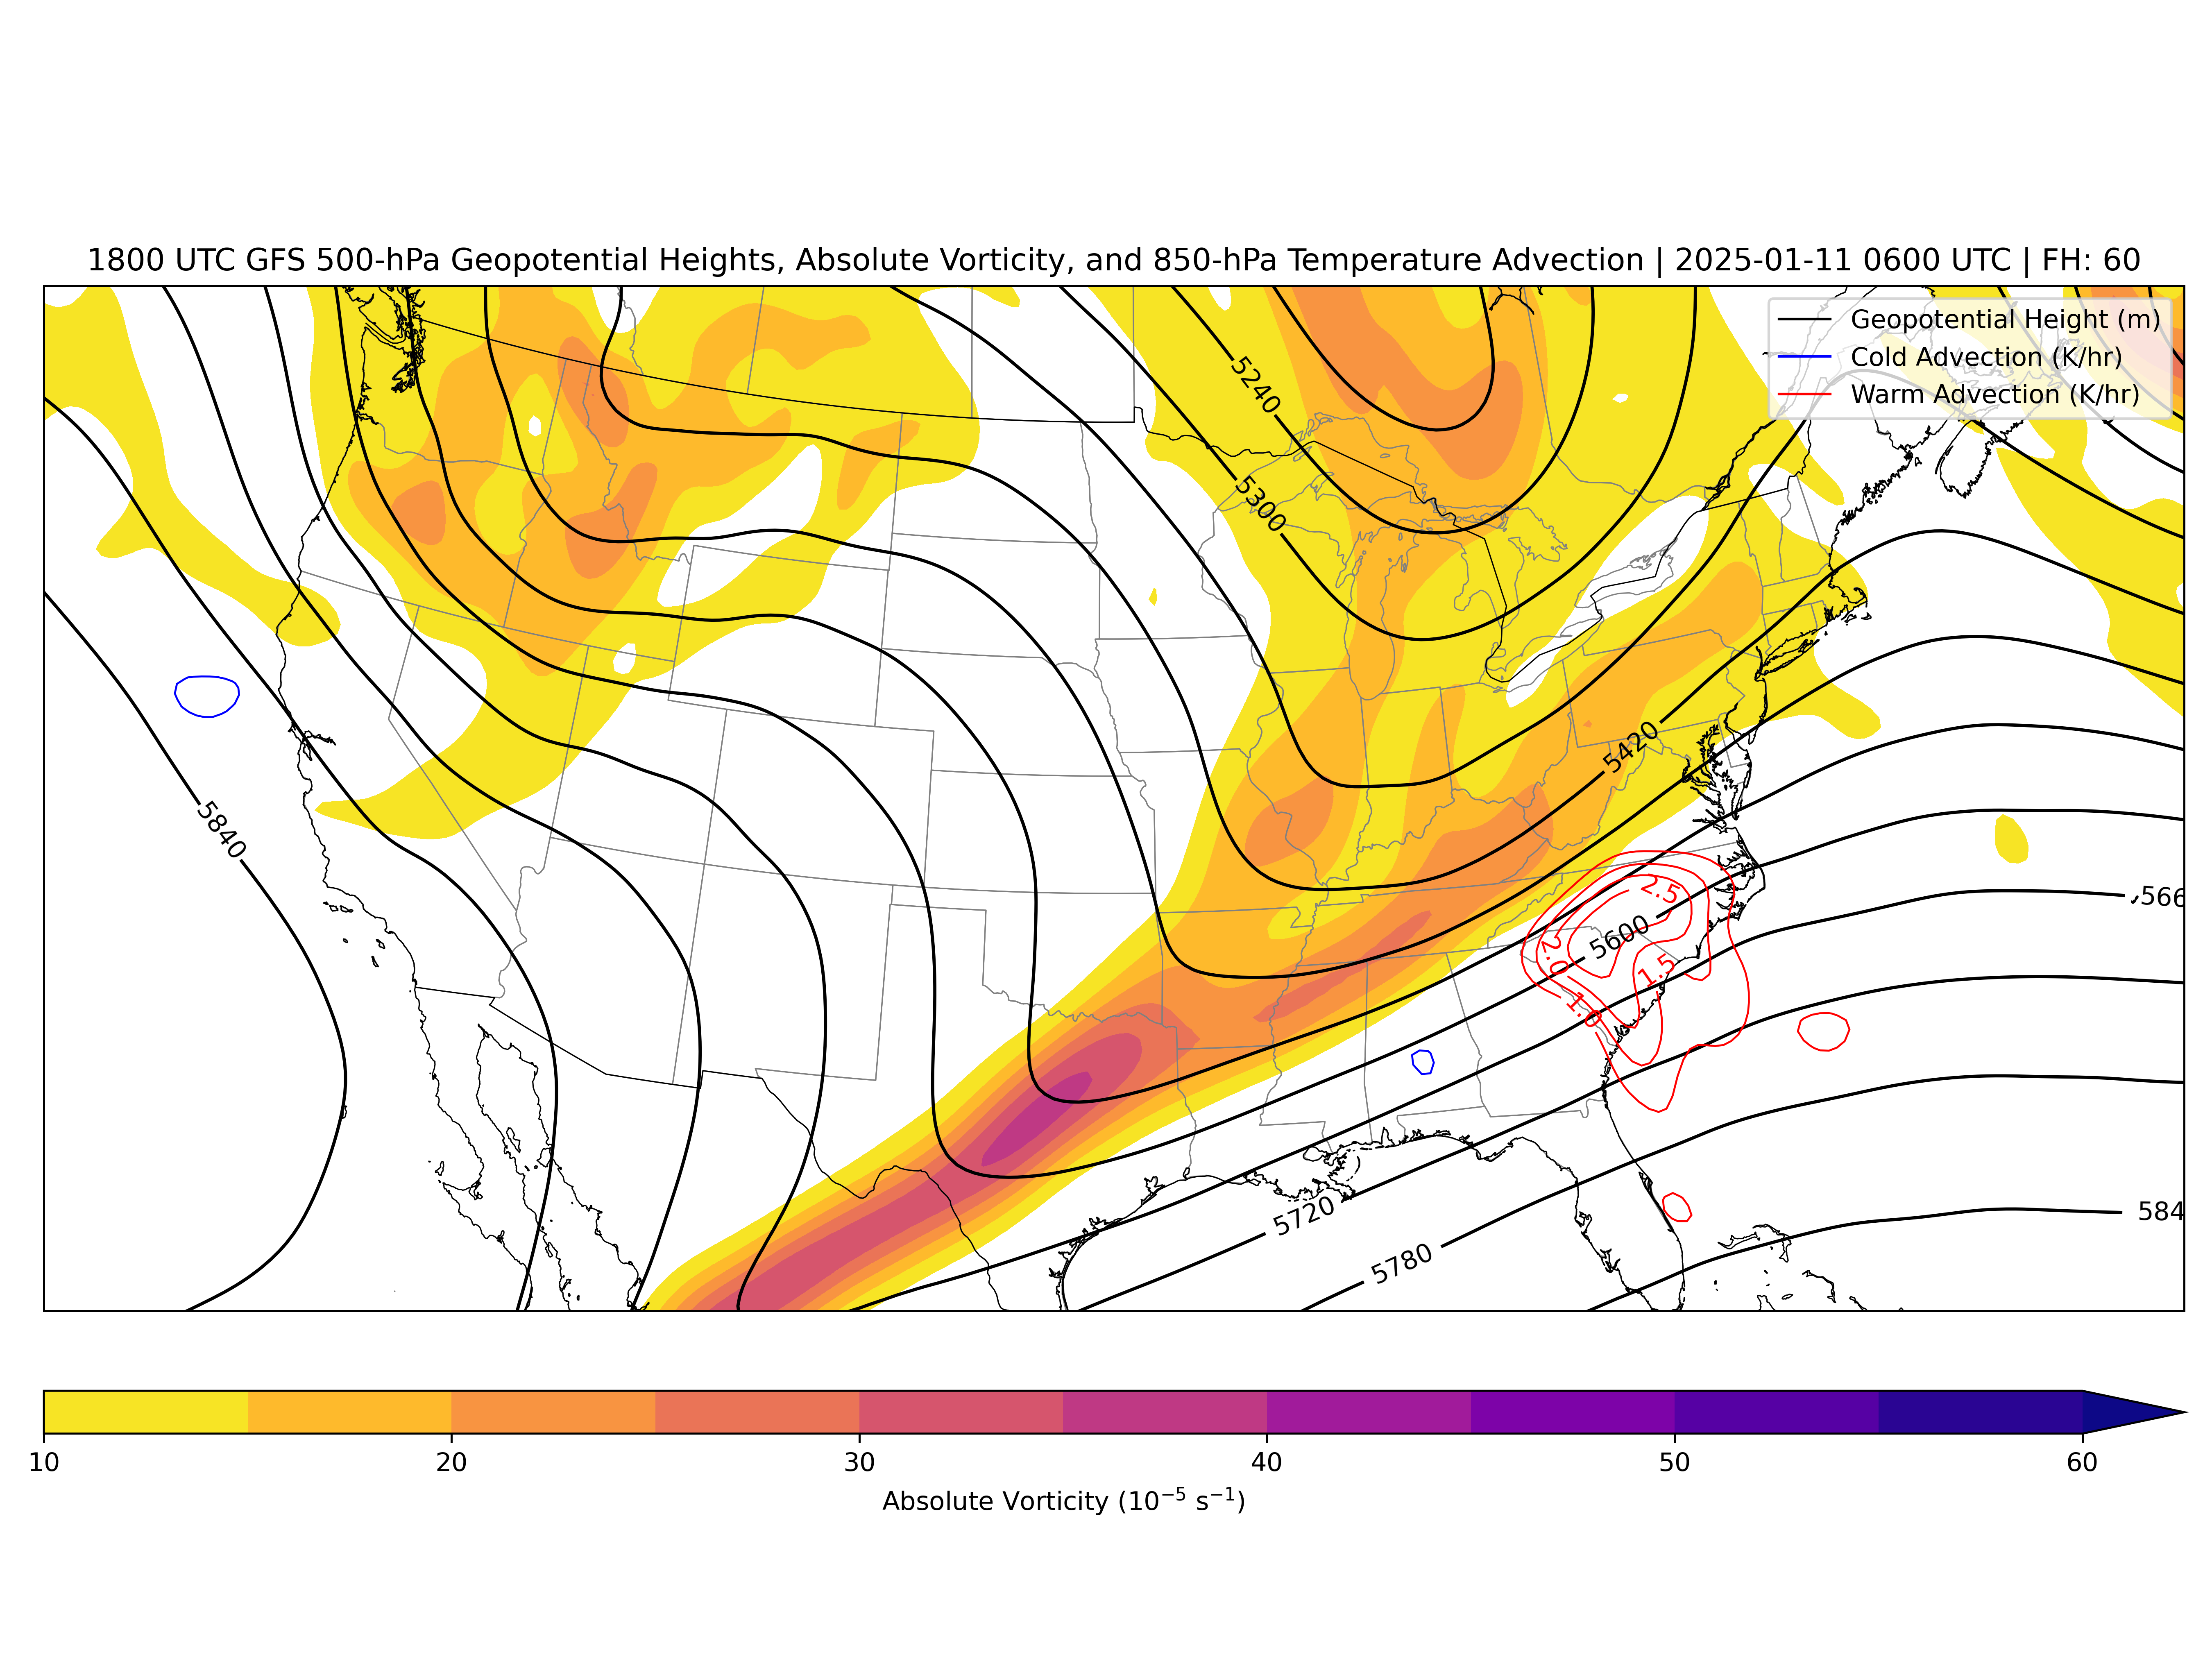 1800 UTC GFS 500-hPa Geopotential Heights, Absolute Vorticity, and 850-hPa Temperature Advection | 2025-01-11 0600 UTC | FH: 60
Geopotential Height (m)
Cold Advection (K/hr)
Warm Advection (K/hr)
5240
5300
5420
5840
2.5
566
5600
2.0
1.5
1.0
584
5720
5780
10 20 30 40 50 60
Absolute Vorticity (10⁻⁵ s⁻¹)